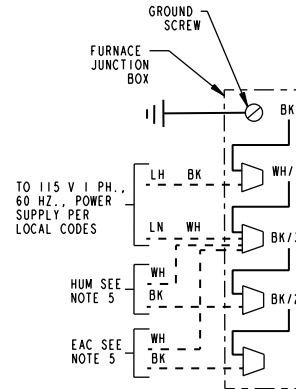 GROUND
SCREW
FURNACE
JUNCTION
BOX
BK
LH BK
WH/
TO 115 V 1 PH.,
60 HZ., POWER
SUPPLY PER
LOCAL CODES
LN WH
BK/
WH
HUM SEE
NOTE 5
BK
BK/2
WH
EAC SEE
NOTE 5
BK